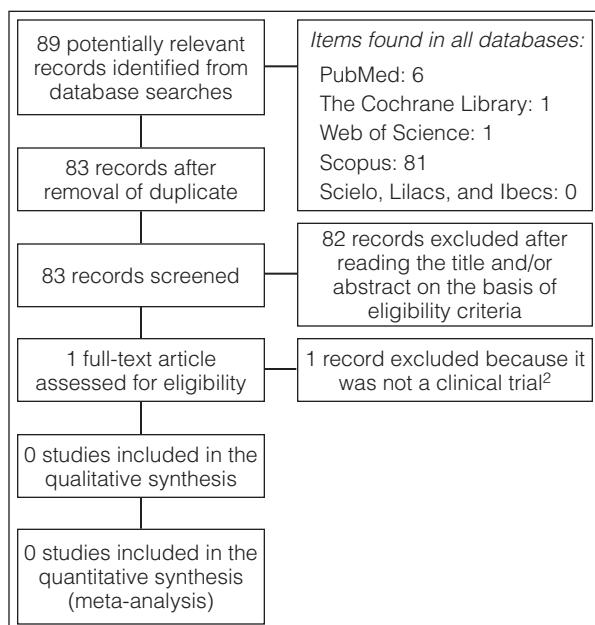 89 potentially relevant
records identified from
database searches
Items found in all databases:
PubMed: 6
The Cochrane Library: 1
Web of Science: 1
Scopus: 81
Scielo, Lilacs, and Ibecs: 0
83 records after
removal of duplicate
83 records screened
82 records excluded after
reading the title and/or
abstract on the basis of
eligibility criteria
1 full-text article
assessed for eligibility
1 record excluded because it
was not a clinical trial²
0 studies included in the
qualitative synthesis
0 studies included in the
quantitative synthesis
(meta-analysis)